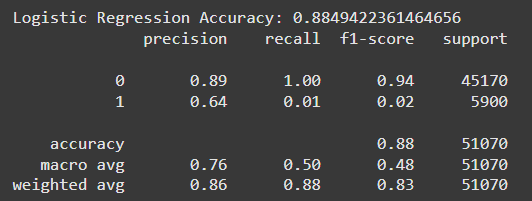 Logistic Regression Accuracy: 0.8849422361464656
precision recall f1-score support
0 0.89 1.00 0.94 45170
1 0.64 0.01 0.02 5900
accuracy 0.88 51070
macro avg 0.76 0.50 0.48 51070
weighted avg 0.86 0.88 0.83 51070